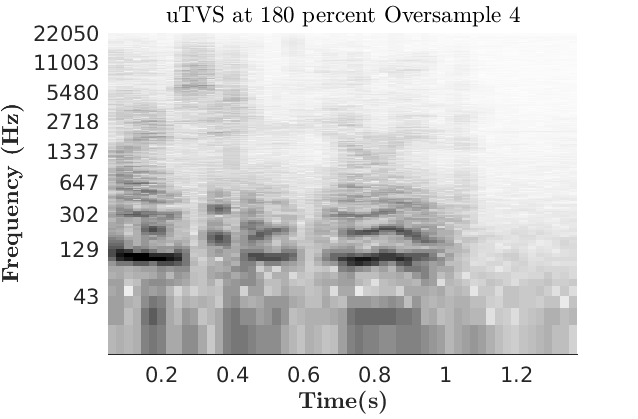 uTVS at 180 percent Oversample 4
22050
11003
5480
2718
1337
647
302
129
43
Frequency (Hz)
0.2 0.4 0.6 0.8 1 1.2
Time(s)